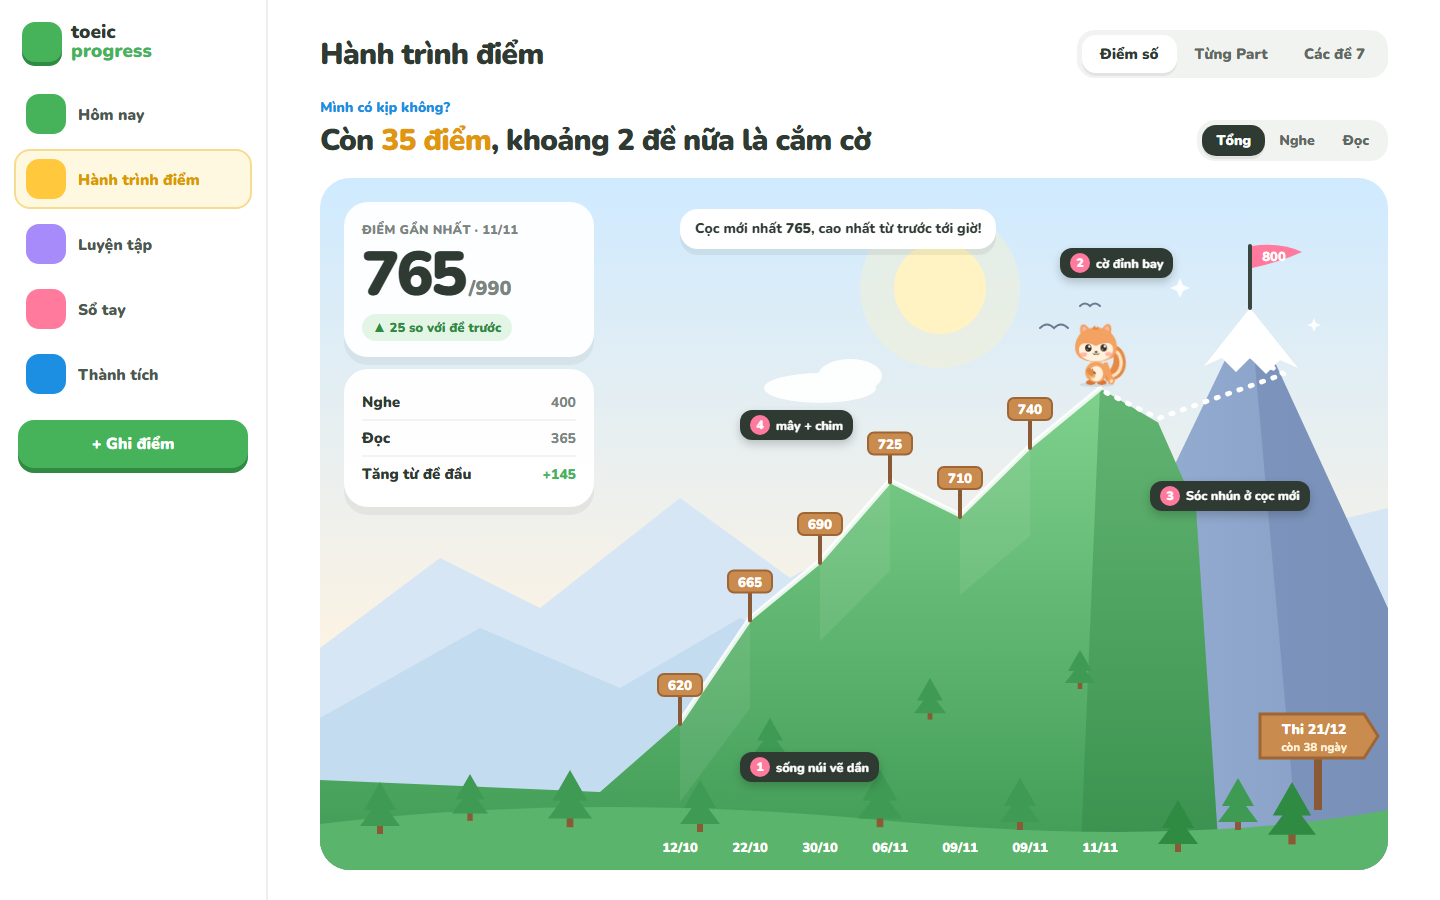 toeic
progress
Hôm nay
Hành trình điểm
Luyện tập
Sổ tay
Thành tích
+ Ghi điểm
Hành trình điểm
Điểm số
Từng Part
Các đề 7
Mình có kịp không?
Còn 35 điểm, khoảng 2 đề nữa là cắm cờ
Tổng
Nghe
Đọc
ĐIỂM GẦN NHẤT · 11/11
765/990
▲ 25 so với đề trước
Nghe 400
Đọc 365
Tăng từ đề đầu +145
Cọc mới nhất 765, cao nhất từ trước tới giờ!
2 cờ đỉnh bay
800
740
4 mây + chim
725
710
3 Sóc nhún ở cọc mới
690
665
620
Thi 21/12
còn 38 ngày
1 sống núi vẽ dần
12/10
22/10
30/10
06/11
09/11
09/11
11/11